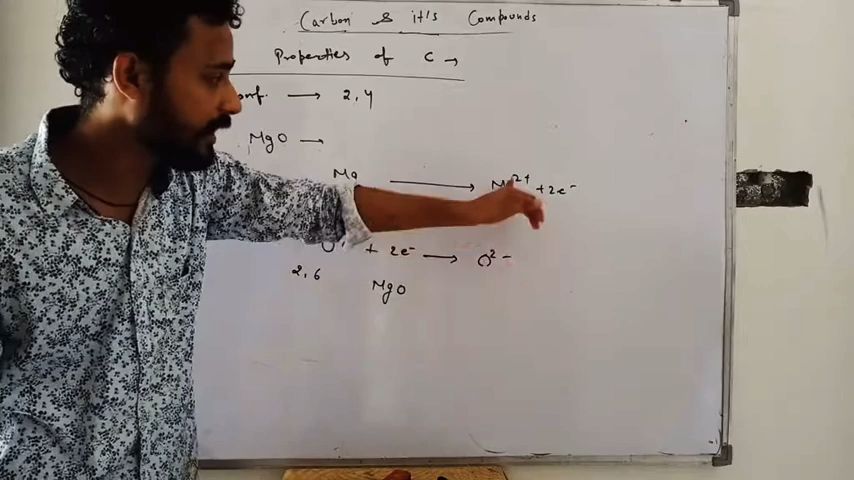 Carbon & it's Compounds
Properties of C →
onf. → 2,4
MgO →
Mg → Mg2+ + 2e-
O + 2e- → O2-
2,6
MgO